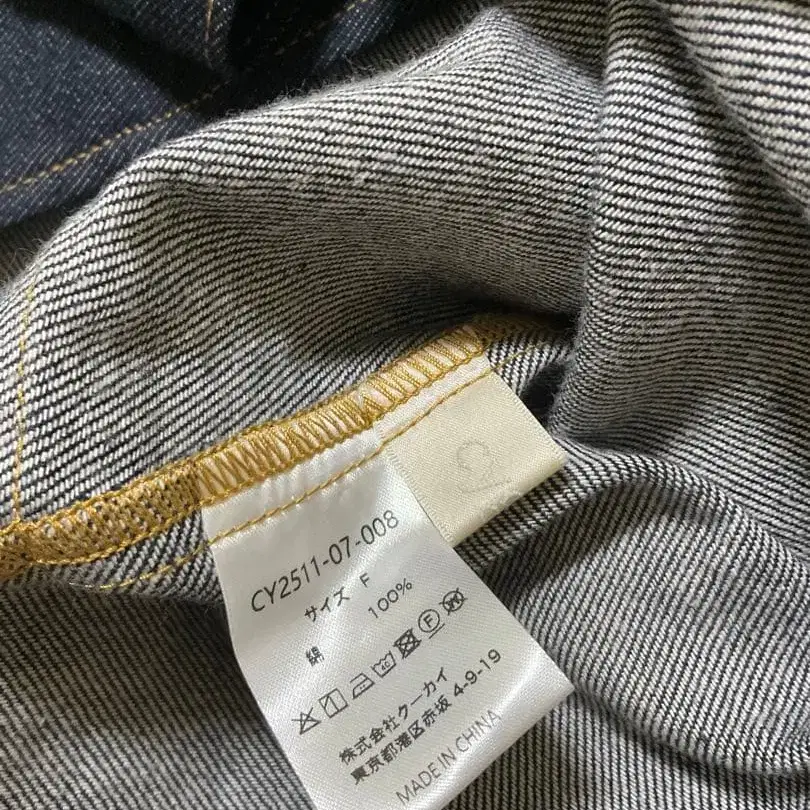 CY2511-07-008
サイズ F
綿 100%
40 F W
株式会社クーカイ
東京都港区赤坂 4-9-19
MADE IN CHINA